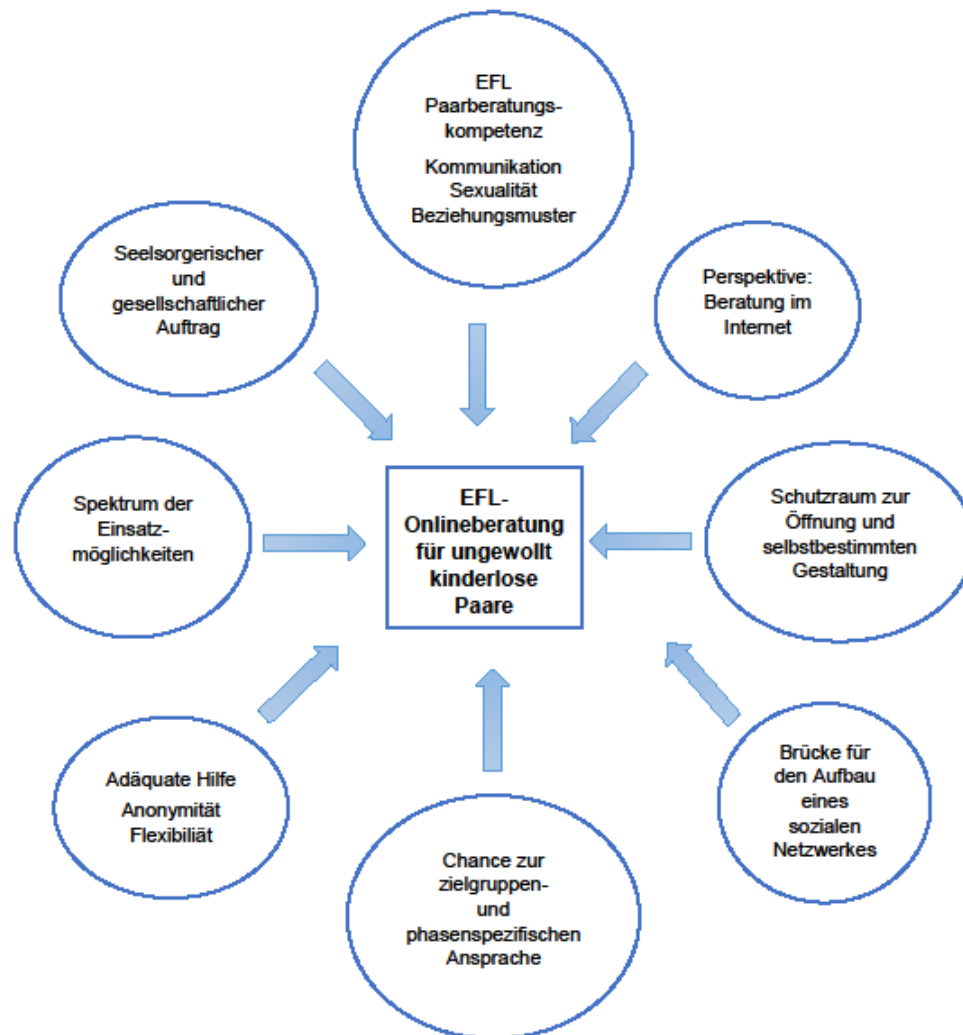 EFL
Paarberatungs-
kompetenz
Kommunikation
Sexualität
Beziehungsmuster
Seelsorgerischer
und
gesellschaftlicher
Auftrag
Perspektive:
Beratung im
Internet
Spektrum der
Einsatz-
möglichkeiten
EFL-
Onlineberatung
für ungewollt
kinderlose
Paare
Schutzraum zur
Öffnung und
selbstbestimmten
Gestaltung
Adäquate Hilfe
Anonymität
Flexibiliät
Chance zur
zielgruppen-
und
phasenspezifischen
Ansprache
Brücke für
den Aufbau
eines
sozialen
Netzwerkes